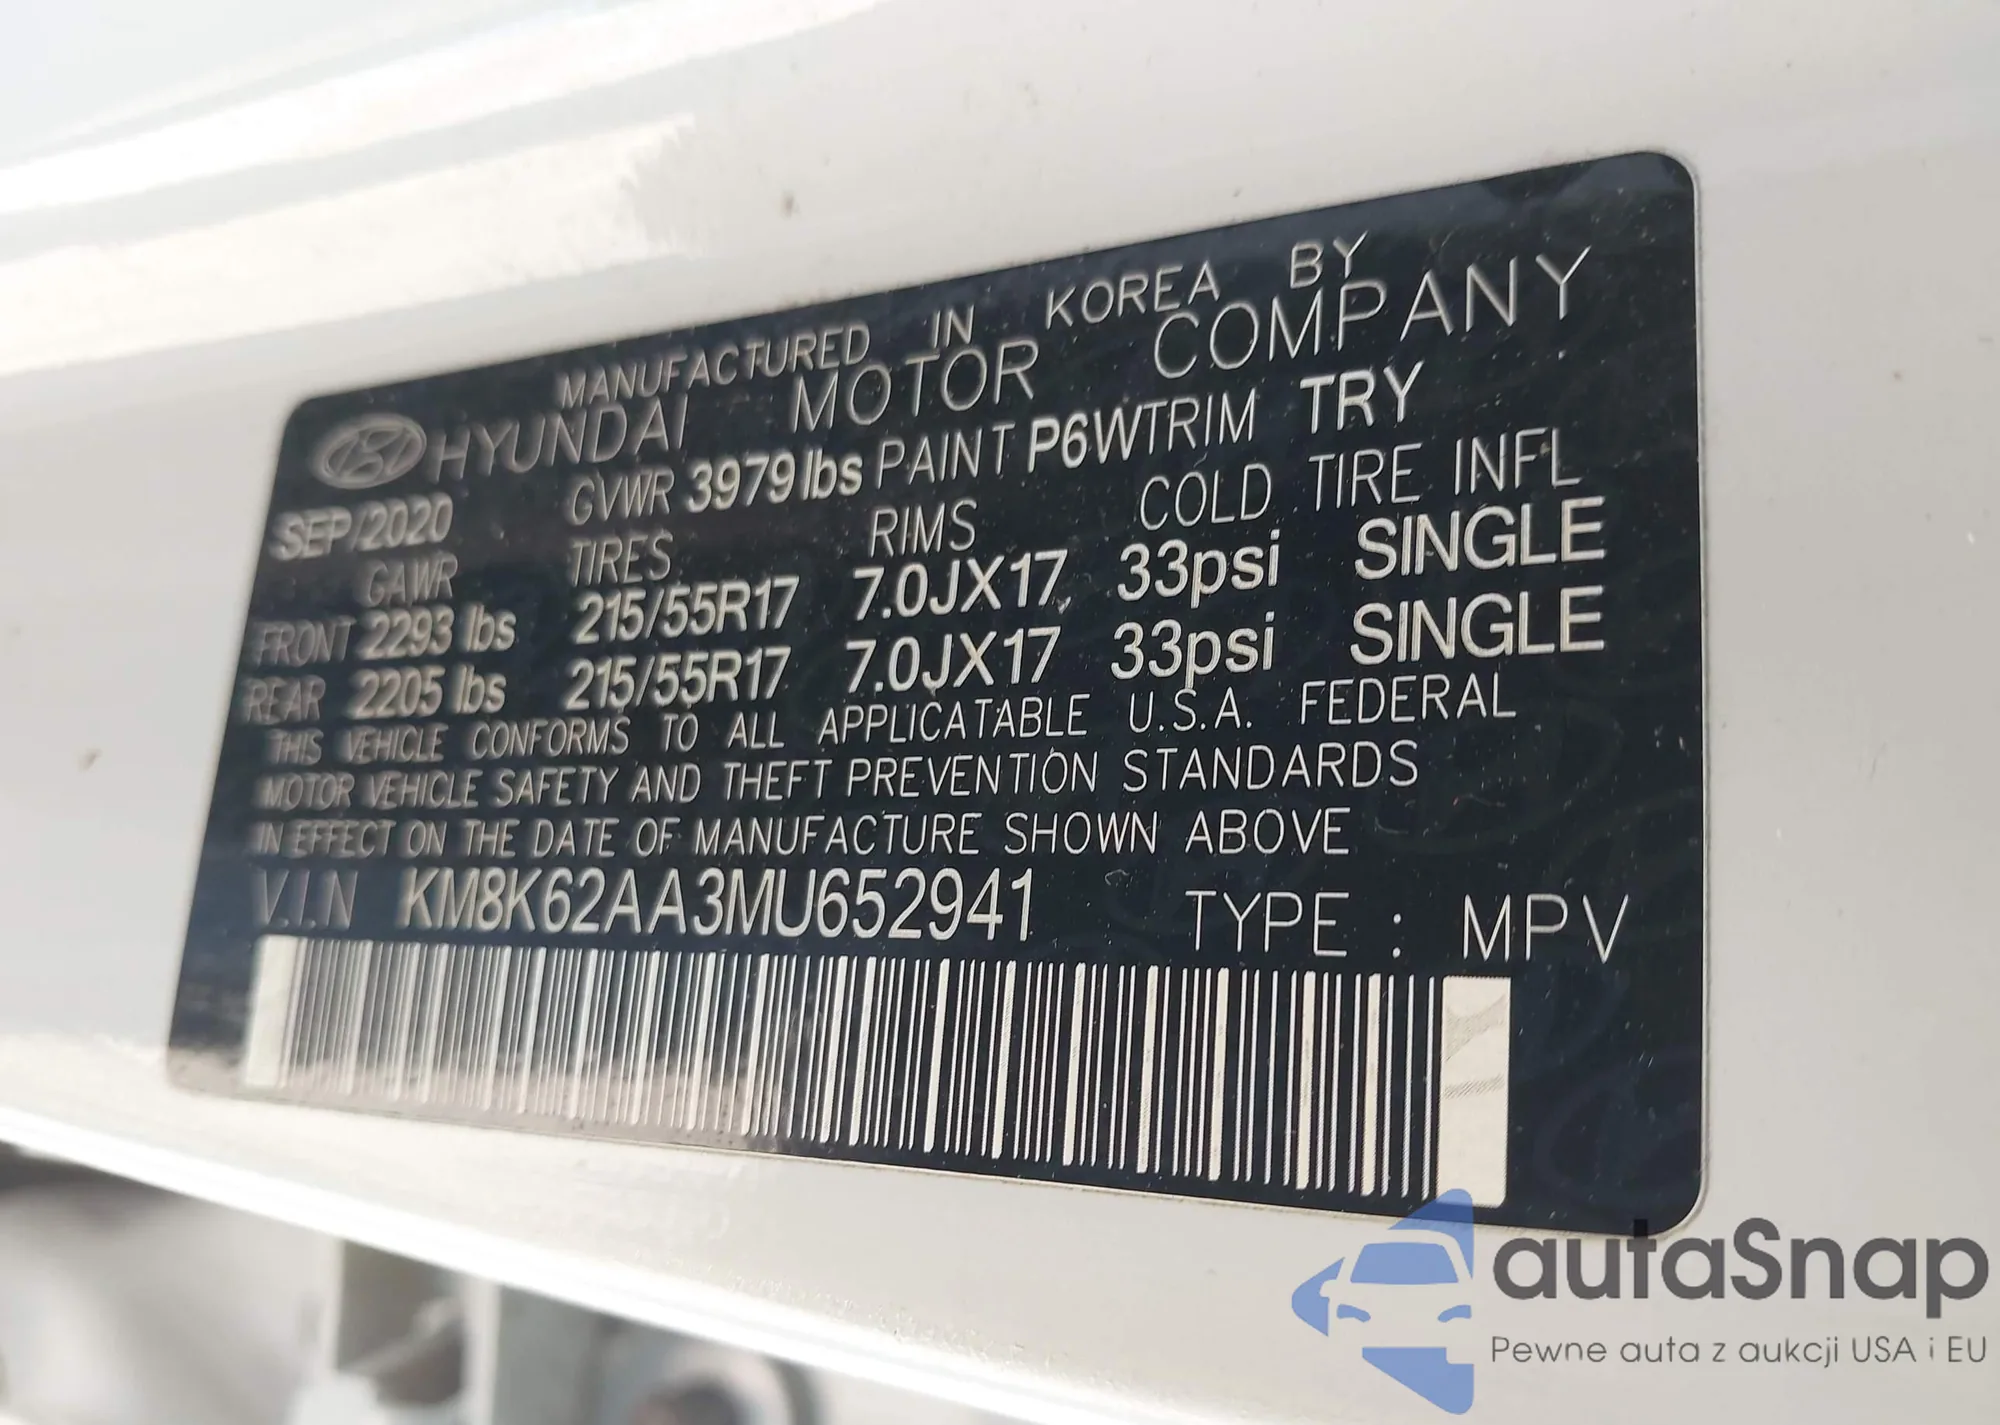 MANUFACTURED IN KOREA BY
HYUNDAI MOTOR COMPANY
SEP/2020 GVWR 3979lbs PAINT P6W TRIM TRY
GAWR TIRES RIMS COLD TIRE INFL
FRONT 2293 lbs 215/55R17 7.0JX17 33psi SINGLE
REAR 2205 lbs 215/55R17 7.0JX17 33psi SINGLE
THIS VEHICLE CONFORMS TO ALL APPLICATABLE U.S.A. FEDERAL
MOTOR VEHICLE SAFETY AND THEFT PREVENTION STANDARDS
IN EFFECT ON THE DATE OF MANUFACTURE SHOWN ABOVE
V.I.N KM8K62AA3MU652941 TYPE : MPV
autaSnap
Pewne auta z aukcji USA i EU